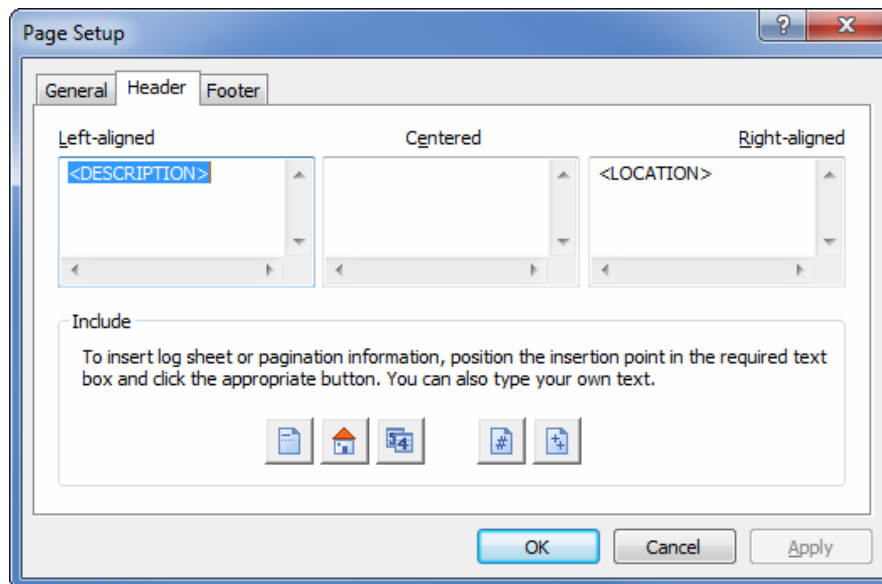 Page Setup
General Header Footer
Left-aligned Centered Right-aligned
<DESCRIPTION> <LOCATION>
Include
To insert log sheet or pagination information, position the insertion point in the required text
box and click the appropriate button. You can also type your own text.
OK Cancel Apply